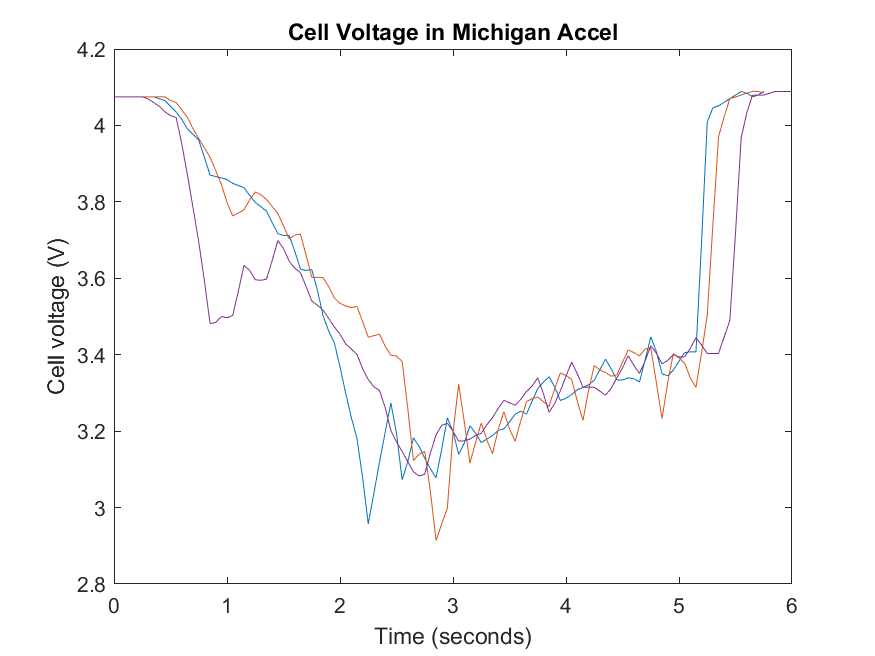 Cell Voltage in Michigan Accel
4.2
4
3.8
3.6
3.4
3.2
3
2.8
Cell voltage (V)
0 1 2 3 4 5 6
Time (seconds)